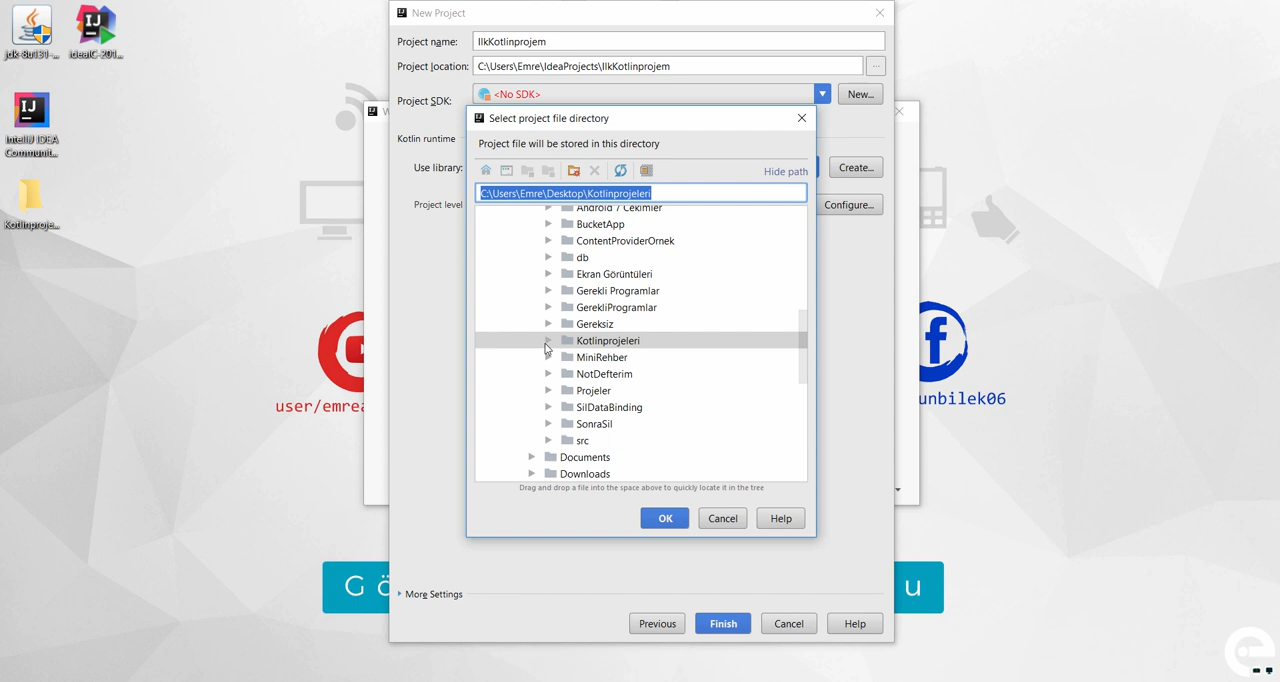 New Project
Project name:
IlkKotlinprojem
Project location:
C:\Users\Emre\IdeaProjects\IlkKotlinprojem
...
Project SDK:
<No SDK>
New...
Select project file directory
Kotlin runtime
Project file will be stored in this directory
Use library:
Create...
Hide path
Project level
Configure...
C:\Users\Emre\Desktop\Kotlinprojeleri
Android 7 Çekimler
BucketApp
ContentProviderOrnek
db
Ekran Görüntüleri
Gerekli Programlar
GerekliProgramlar
Gereksiz
Kotlinprojeleri
MiniRehber
NotDefterim
Projeler
SilDataBinding
SonraSil
src
Documents
Downloads
Drag and drop a file into the space above to quickly locate it in the tree
OK
Cancel
Help
More Settings
Previous
Finish
Cancel
Help
jdk-8u131-...
ideaIC-201...
IJ
IntelliJ IDEA
Communit...
Kotlinproje...
user/emrea
unbilek06
G ö
u